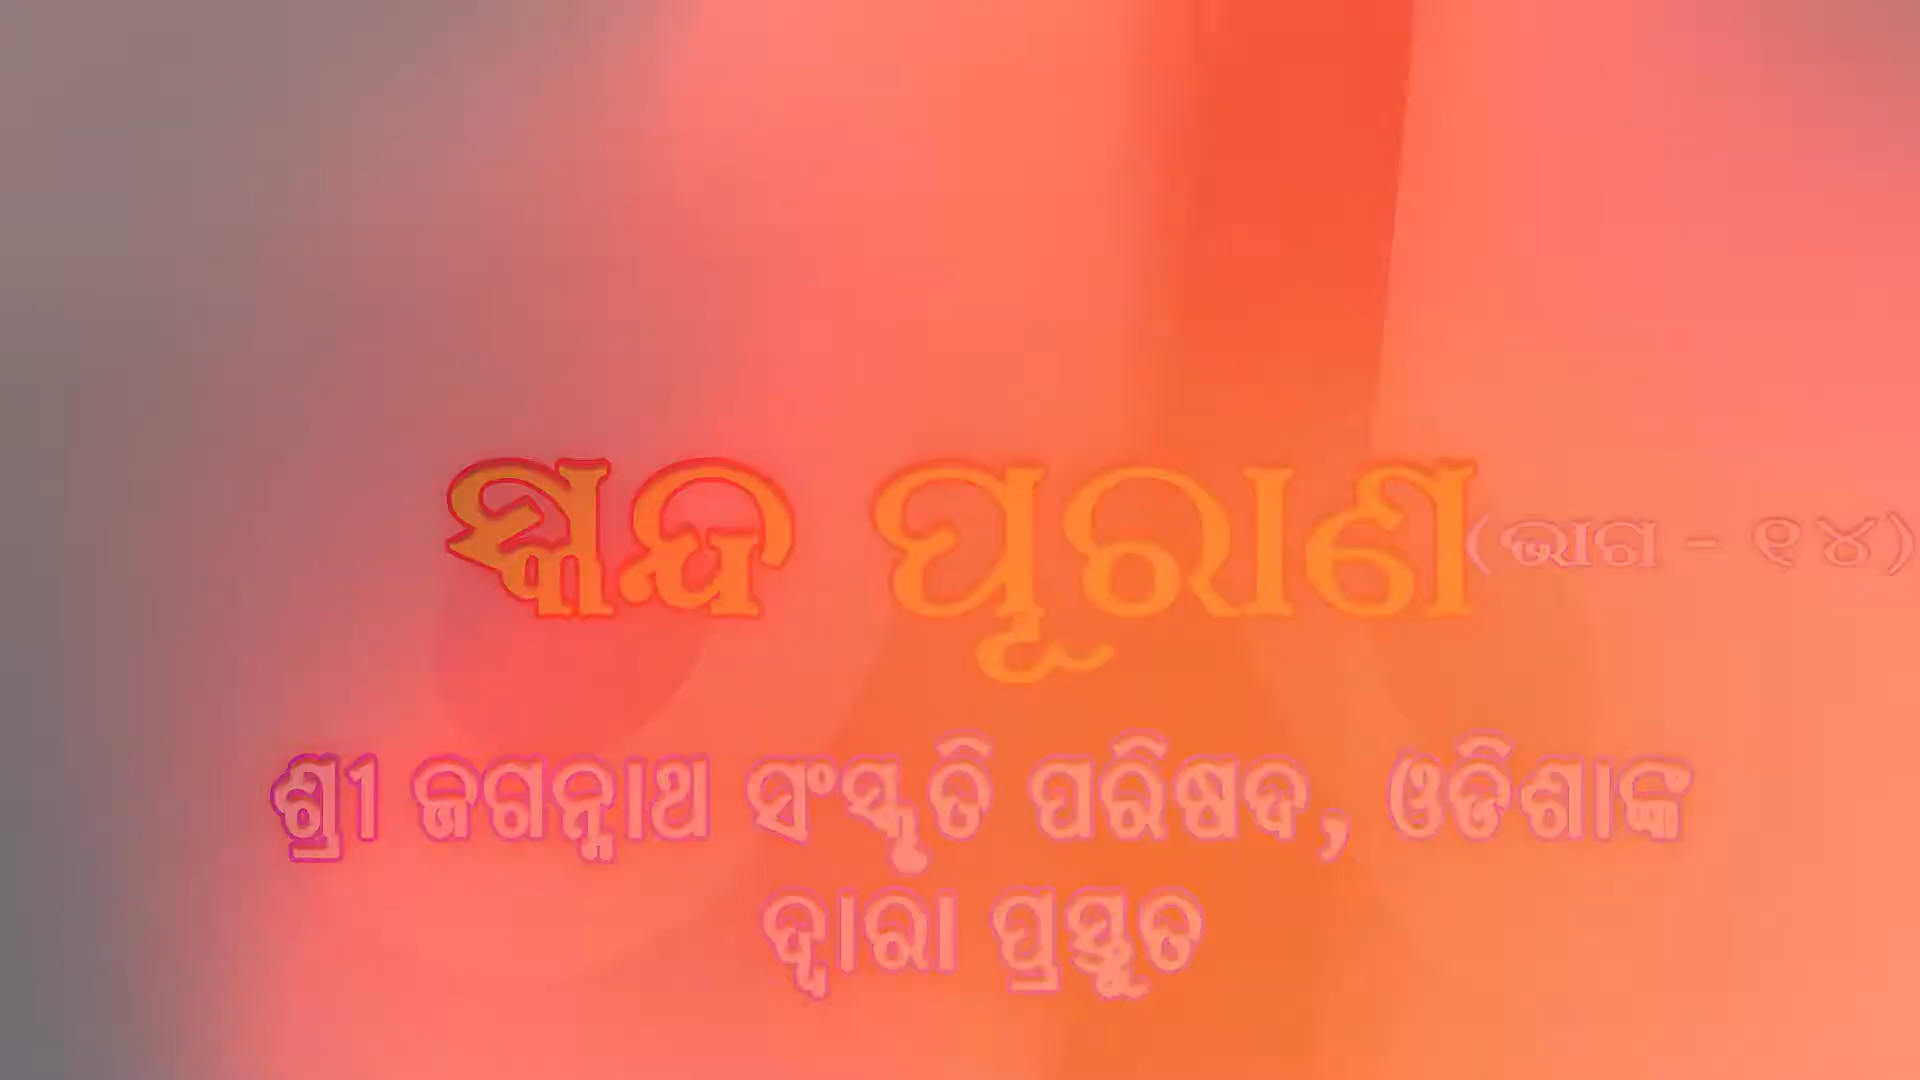 ସ୍କନ୍ଦ ପୂରାଣ (ଭାଗ - ୧୪)
ଶ୍ରୀ ଜଗନ୍ନାଥ ସଂସ୍କୃତି ପରିଷଦ, ଓଡିଶାଙ୍କ
ଦ୍ୱାରା ପ୍ରସ୍ତୁତ